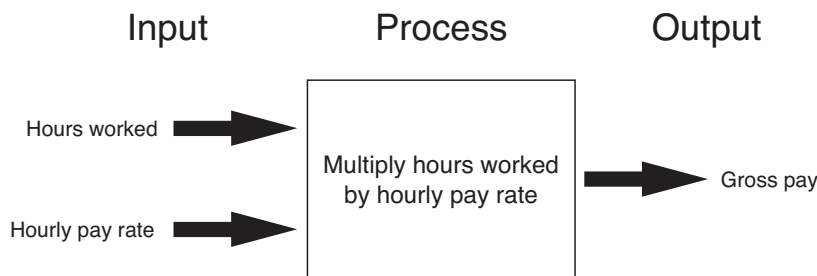 Input Process Output
Hours worked
Multiply hours worked
by hourly pay rate
Gross pay
Hourly pay rate